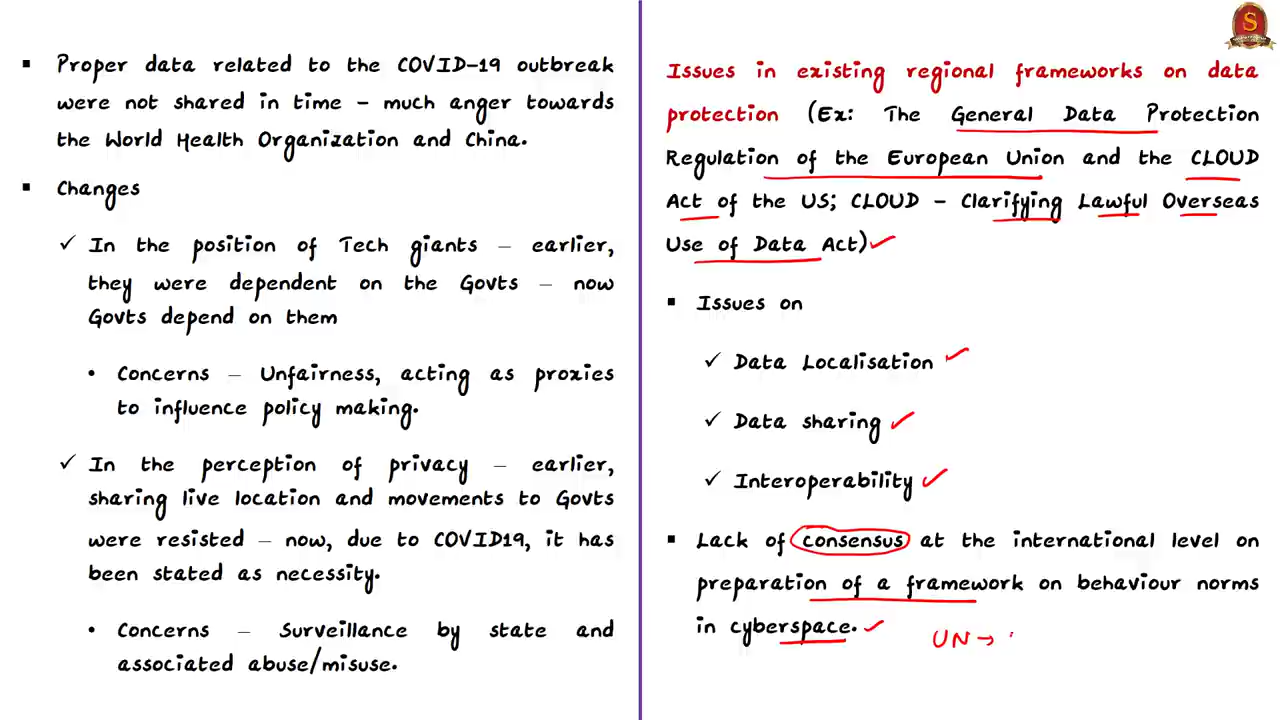 ▪ Proper data related to the COVID-19 outbreak
were not shared in time – much anger towards
the World Health Organization and China.
▪ Changes
✓ In the position of Tech giants – earlier,
they were dependent on the Govts – now
Govts depend on them
• Concerns – Unfairness, acting as proxies
to influence policy making.
✓ In the perception of privacy – earlier,
sharing live location and movements to Govts
were resisted – now, due to COVID19, it has
been stated as necessity.
• Concerns – Surveillance by state and
associated abuse/misuse.
S
Issues in existing regional frameworks on data
protection (Ex: The General Data Protection
Regulation of the European Union and the CLOUD
Act of the US; CLOUD – Clarifying Lawful Overseas
Use of Data Act)
▪ Issues on
✓ Data Localisation
✓ Data sharing
✓ Interoperability
▪ Lack of consensus at the international level on
preparation of a framework on behaviour norms
in cyberspace.
UN →